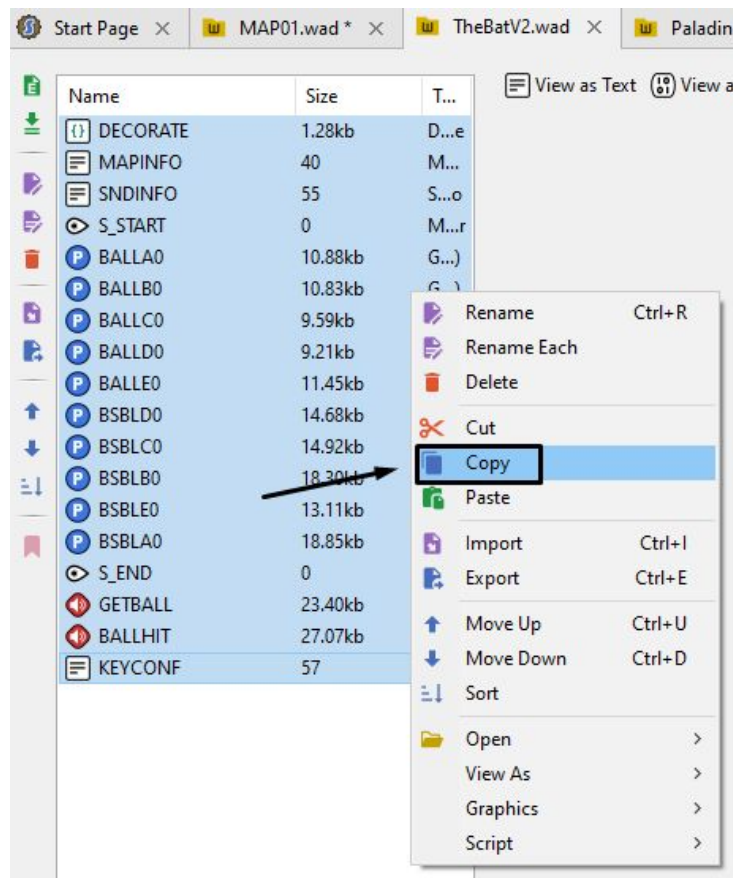 Start Page MAP01.wad * TheBatV2.wad Paladin
View as Text View a
Name Size T...
DECORATE 1.28kb D...e
MAPINFO 40 M...
SNDINFO 55 S...o
S_START 0 M...r
BALLA0 10.88kb G...)
BALLB0 10.83kb G...)
BALLC0 9.59kb
BALLD0 9.21kb
BALLE0 11.45kb
BSBLD0 14.68kb
BSBLC0 14.92kb
BSBLB0 18.30kb
BSBLE0 13.11kb
BSBLA0 18.85kb
S_END 0
GETBALL 23.40kb
BALLHIT 27.07kb
KEYCONF 57
Rename Ctrl+R
Rename Each
Delete
Cut
Copy
Paste
Import Ctrl+I
Export Ctrl+E
Move Up Ctrl+U
Move Down Ctrl+D
Sort
Open
View As
Graphics
Script